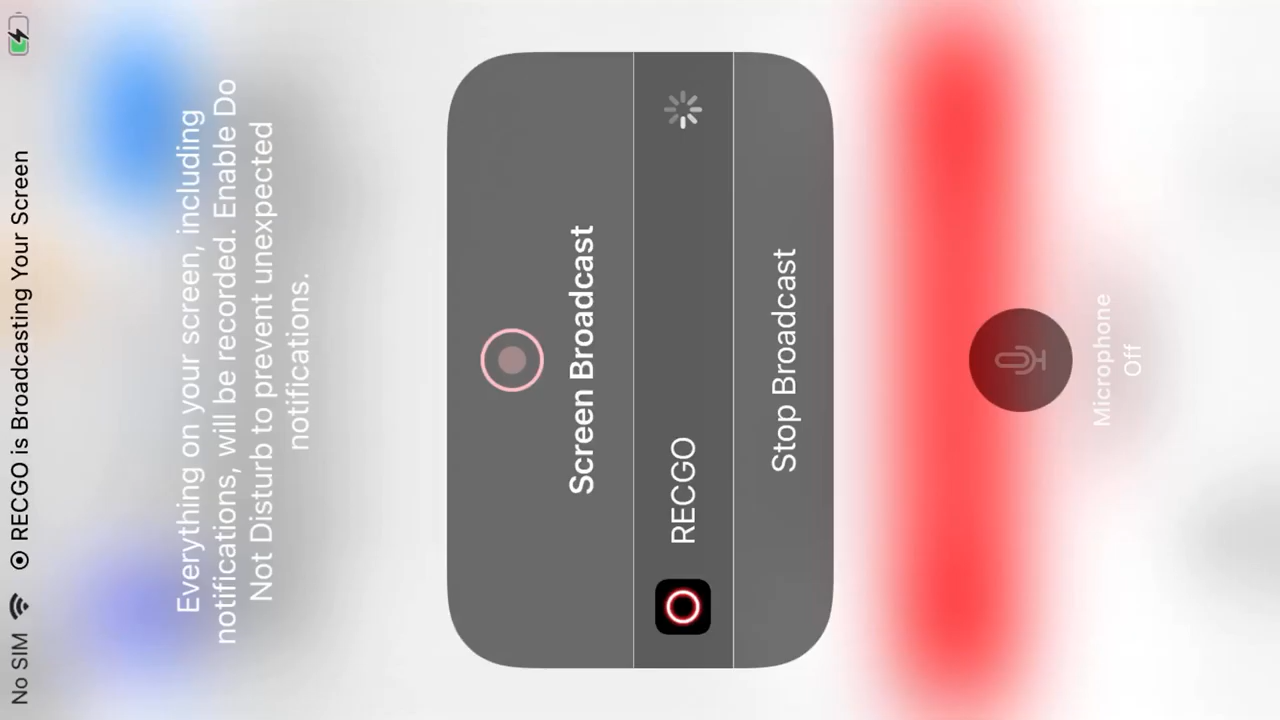 No SIM RECGO is Broadcasting Your Screen
Everything on your screen, including
notifications, will be recorded. Enable Do
Not Disturb to prevent unexpected
notifications.
Screen Broadcast
RECGO
Stop Broadcast
Microphone
Off